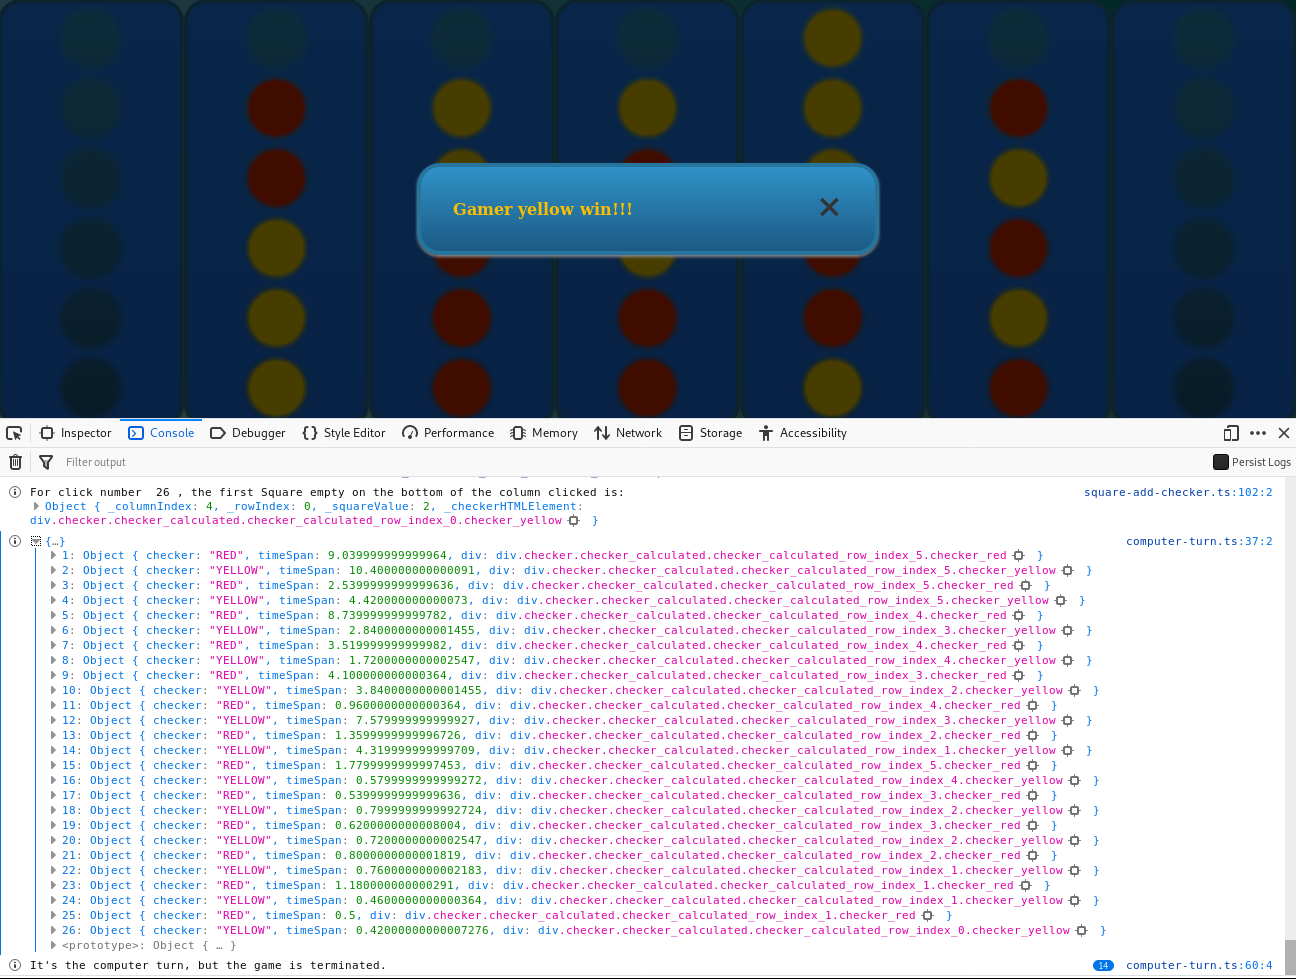 Gamer yellow win!!!
Inspector Console Debugger Style Editor Performance Memory Network Storage Accessibility
Filter output Persist Logs
For click number 26 , the first Square empty on the bottom of the column clicked is: square-add-checker.ts:102:2
Object { _columnIndex: 4, _rowIndex: 0, _squareValue: 2, _checkerHTMLElement:
div.checker.checker_calculated.checker_calculated_row_index_0.checker_yellow }
{…} computer-turn.ts:37:2
1: Object { checker: "RED", timeSpan: 9.039999999999964, div: div.checker.checker_calculated.checker_calculated_row_index_5.checker_red }
2: Object { checker: "YELLOW", timeSpan: 10.400000000000091, div: div.checker.checker_calculated.checker_calculated_row_index_5.checker_yellow }
3: Object { checker: "RED", timeSpan: 2.539999999999636, div: div.checker.checker_calculated.checker_calculated_row_index_5.checker_red }
4: Object { checker: "YELLOW", timeSpan: 4.420000000000073, div: div.checker.checker_calculated.checker_calculated_row_index_5.checker_yellow }
5: Object { checker: "RED", timeSpan: 8.739999999999782, div: div.checker.checker_calculated.checker_calculated_row_index_4.checker_red }
6: Object { checker: "YELLOW", timeSpan: 2.8400000000001455, div: div.checker.checker_calculated.checker_calculated_row_index_3.checker_yellow }
7: Object { checker: "RED", timeSpan: 3.519999999999982, div: div.checker.checker_calculated.checker_calculated_row_index_4.checker_red }
8: Object { checker: "YELLOW", timeSpan: 1.7200000000002547, div: div.checker.checker_calculated.checker_calculated_row_index_4.checker_yellow }
9: Object { checker: "RED", timeSpan: 4.100000000000364, div: div.checker.checker_calculated.checker_calculated_row_index_3.checker_red }
10: Object { checker: "YELLOW", timeSpan: 3.8400000000001455, div: div.checker.checker_calculated.checker_calculated_row_index_2.checker_yellow }
11: Object { checker: "RED", timeSpan: 0.9600000000000364, div: div.checker.checker_calculated.checker_calculated_row_index_4.checker_red }
12: Object { checker: "YELLOW", timeSpan: 7.579999999999927, div: div.checker.checker_calculated.checker_calculated_row_index_3.checker_yellow }
13: Object { checker: "RED", timeSpan: 1.3599999999996726, div: div.checker.checker_calculated.checker_calculated_row_index_2.checker_red }
14: Object { checker: "YELLOW", timeSpan: 4.319999999999709, div: div.checker.checker_calculated.checker_calculated_row_index_1.checker_yellow }
15: Object { checker: "RED", timeSpan: 1.7799999999997453, div: div.checker.checker_calculated.checker_calculated_row_index_5.checker_red }
16: Object { checker: "YELLOW", timeSpan: 0.5799999999999272, div: div.checker.checker_calculated.checker_calculated_row_index_4.checker_yellow }
17: Object { checker: "RED", timeSpan: 0.5399999999999636, div: div.checker.checker_calculated.checker_calculated_row_index_3.checker_red }
18: Object { checker: "YELLOW", timeSpan: 0.7999999999992724, div: div.checker.checker_calculated.checker_calculated_row_index_2.checker_yellow }
19: Object { checker: "RED", timeSpan: 0.6200000000008004, div: div.checker.checker_calculated.checker_calculated_row_index_3.checker_red }
20: Object { checker: "YELLOW", timeSpan: 0.7200000000002547, div: div.checker.checker_calculated.checker_calculated_row_index_2.checker_yellow }
21: Object { checker: "RED", timeSpan: 0.8000000000001819, div: div.checker.checker_calculated.checker_calculated_row_index_2.checker_red }
22: Object { checker: "YELLOW", timeSpan: 0.7600000000002183, div: div.checker.checker_calculated.checker_calculated_row_index_1.checker_yellow }
23: Object { checker: "RED", timeSpan: 1.180000000000291, div: div.checker.checker_calculated.checker_calculated_row_index_1.checker_red }
24: Object { checker: "YELLOW", timeSpan: 0.4600000000000364, div: div.checker.checker_calculated.checker_calculated_row_index_1.checker_yellow }
25: Object { checker: "RED", timeSpan: 0.5, div: div.checker.checker_calculated.checker_calculated_row_index_1.checker_red }
26: Object { checker: "YELLOW", timeSpan: 0.42000000000007276, div: div.checker.checker_calculated.checker_calculated_row_index_0.checker_yellow }
<prototype>: Object { … }
It's the computer turn, but the game is terminated. 14 computer-turn.ts:60:4